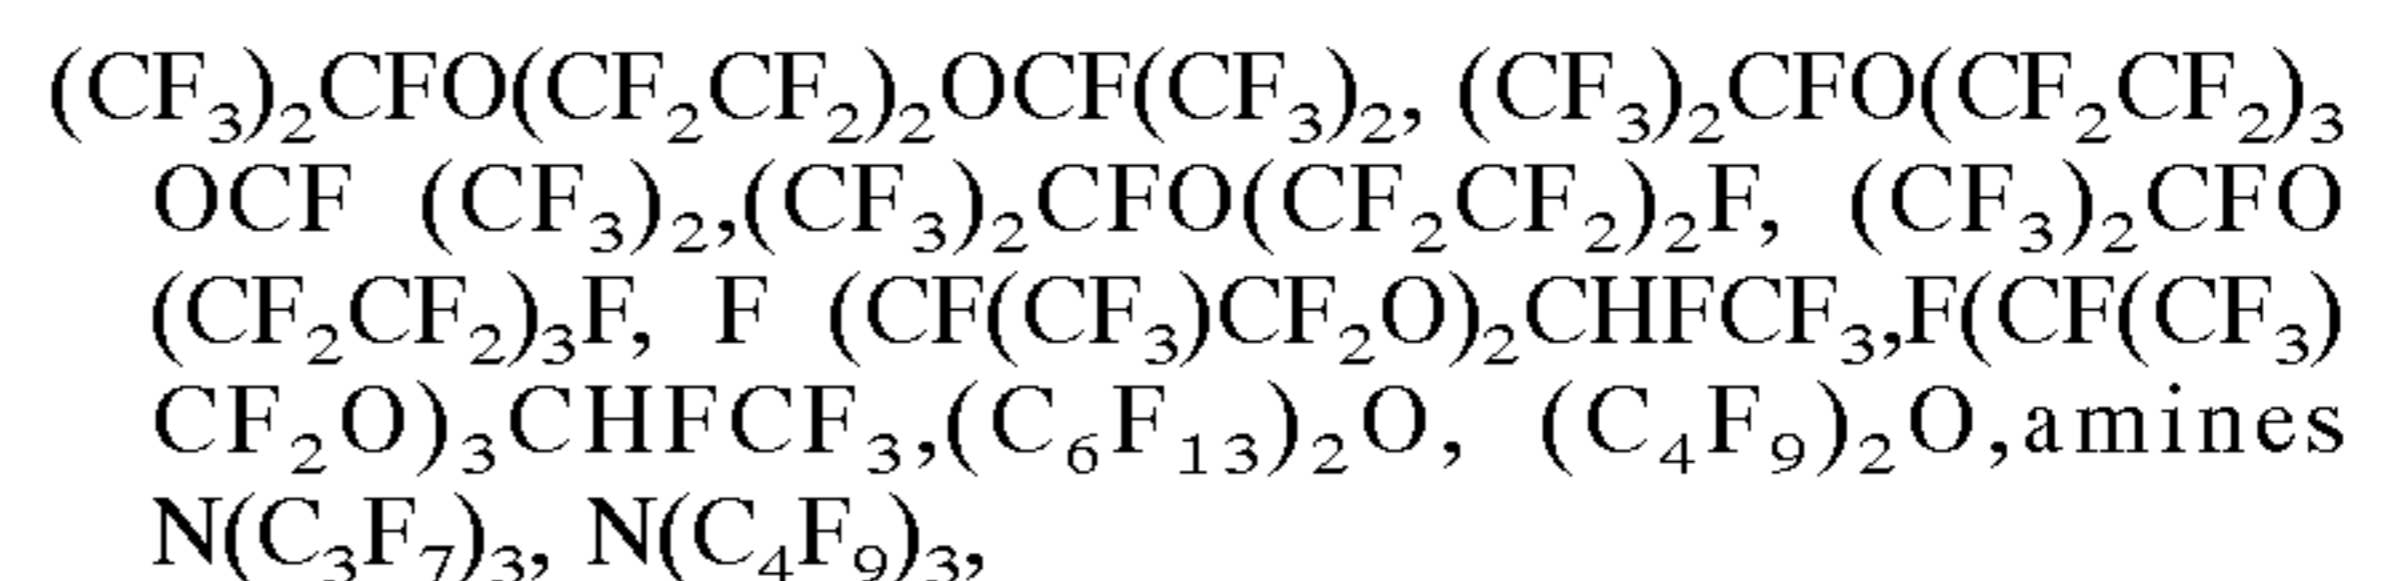 (CF₃)₂CFO(CF₂CF₂)₂OCF(CF₃)₂, (CF₃)₂CFO(CF₂CF₂)₃
OCF (CF₃)₂,(CF₃)₂CFO(CF₂CF₂)₂F, (CF₃)₂CFO
(CF₂CF₂)₃F, F (CF(CF₃)CF₂O)₂CHFCF₃,F(CF(CF₃)
CF₂O)₃CHFCF₃,(C₆F₁₃)₂O, (C₄F₉)₂O,amines
N(C₃F₇)₃, N(C₄F₉)₃,